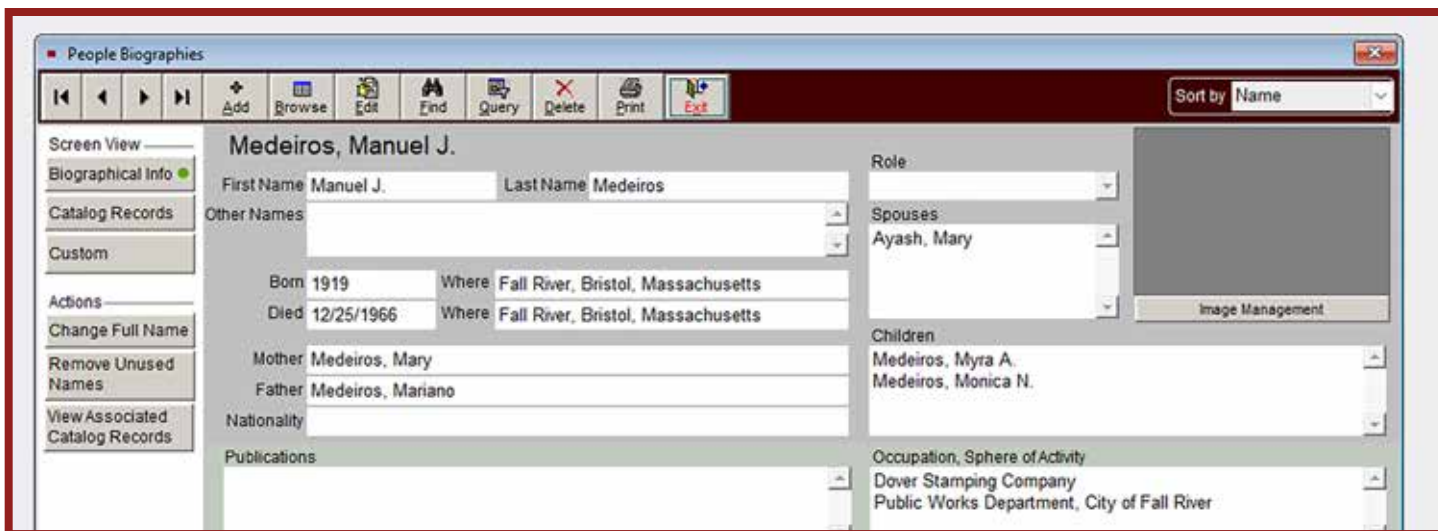 People Biographies
Add Browse Edit Find Query Delete Print Exit Sort by Name
Screen View
Biographical Info
Catalog Records
Custom
Actions
Change Full Name
Remove Unused
Names
View Associated
Catalog Records
Medeiros, Manuel J.
First Name Manuel J. Last Name Medeiros
Other Names
Born 1919 Where Fall River, Bristol, Massachusetts
Died 12/25/1966 Where Fall River, Bristol, Massachusetts
Mother Medeiros, Mary
Father Medeiros, Mariano
Nationality
Publications
Role
Spouses
Ayash, Mary
Image Management
Children
Medeiros, Myra A.
Medeiros, Monica N.
Occupation, Sphere of Activity
Dover Stamping Company
Public Works Department, City of Fall River